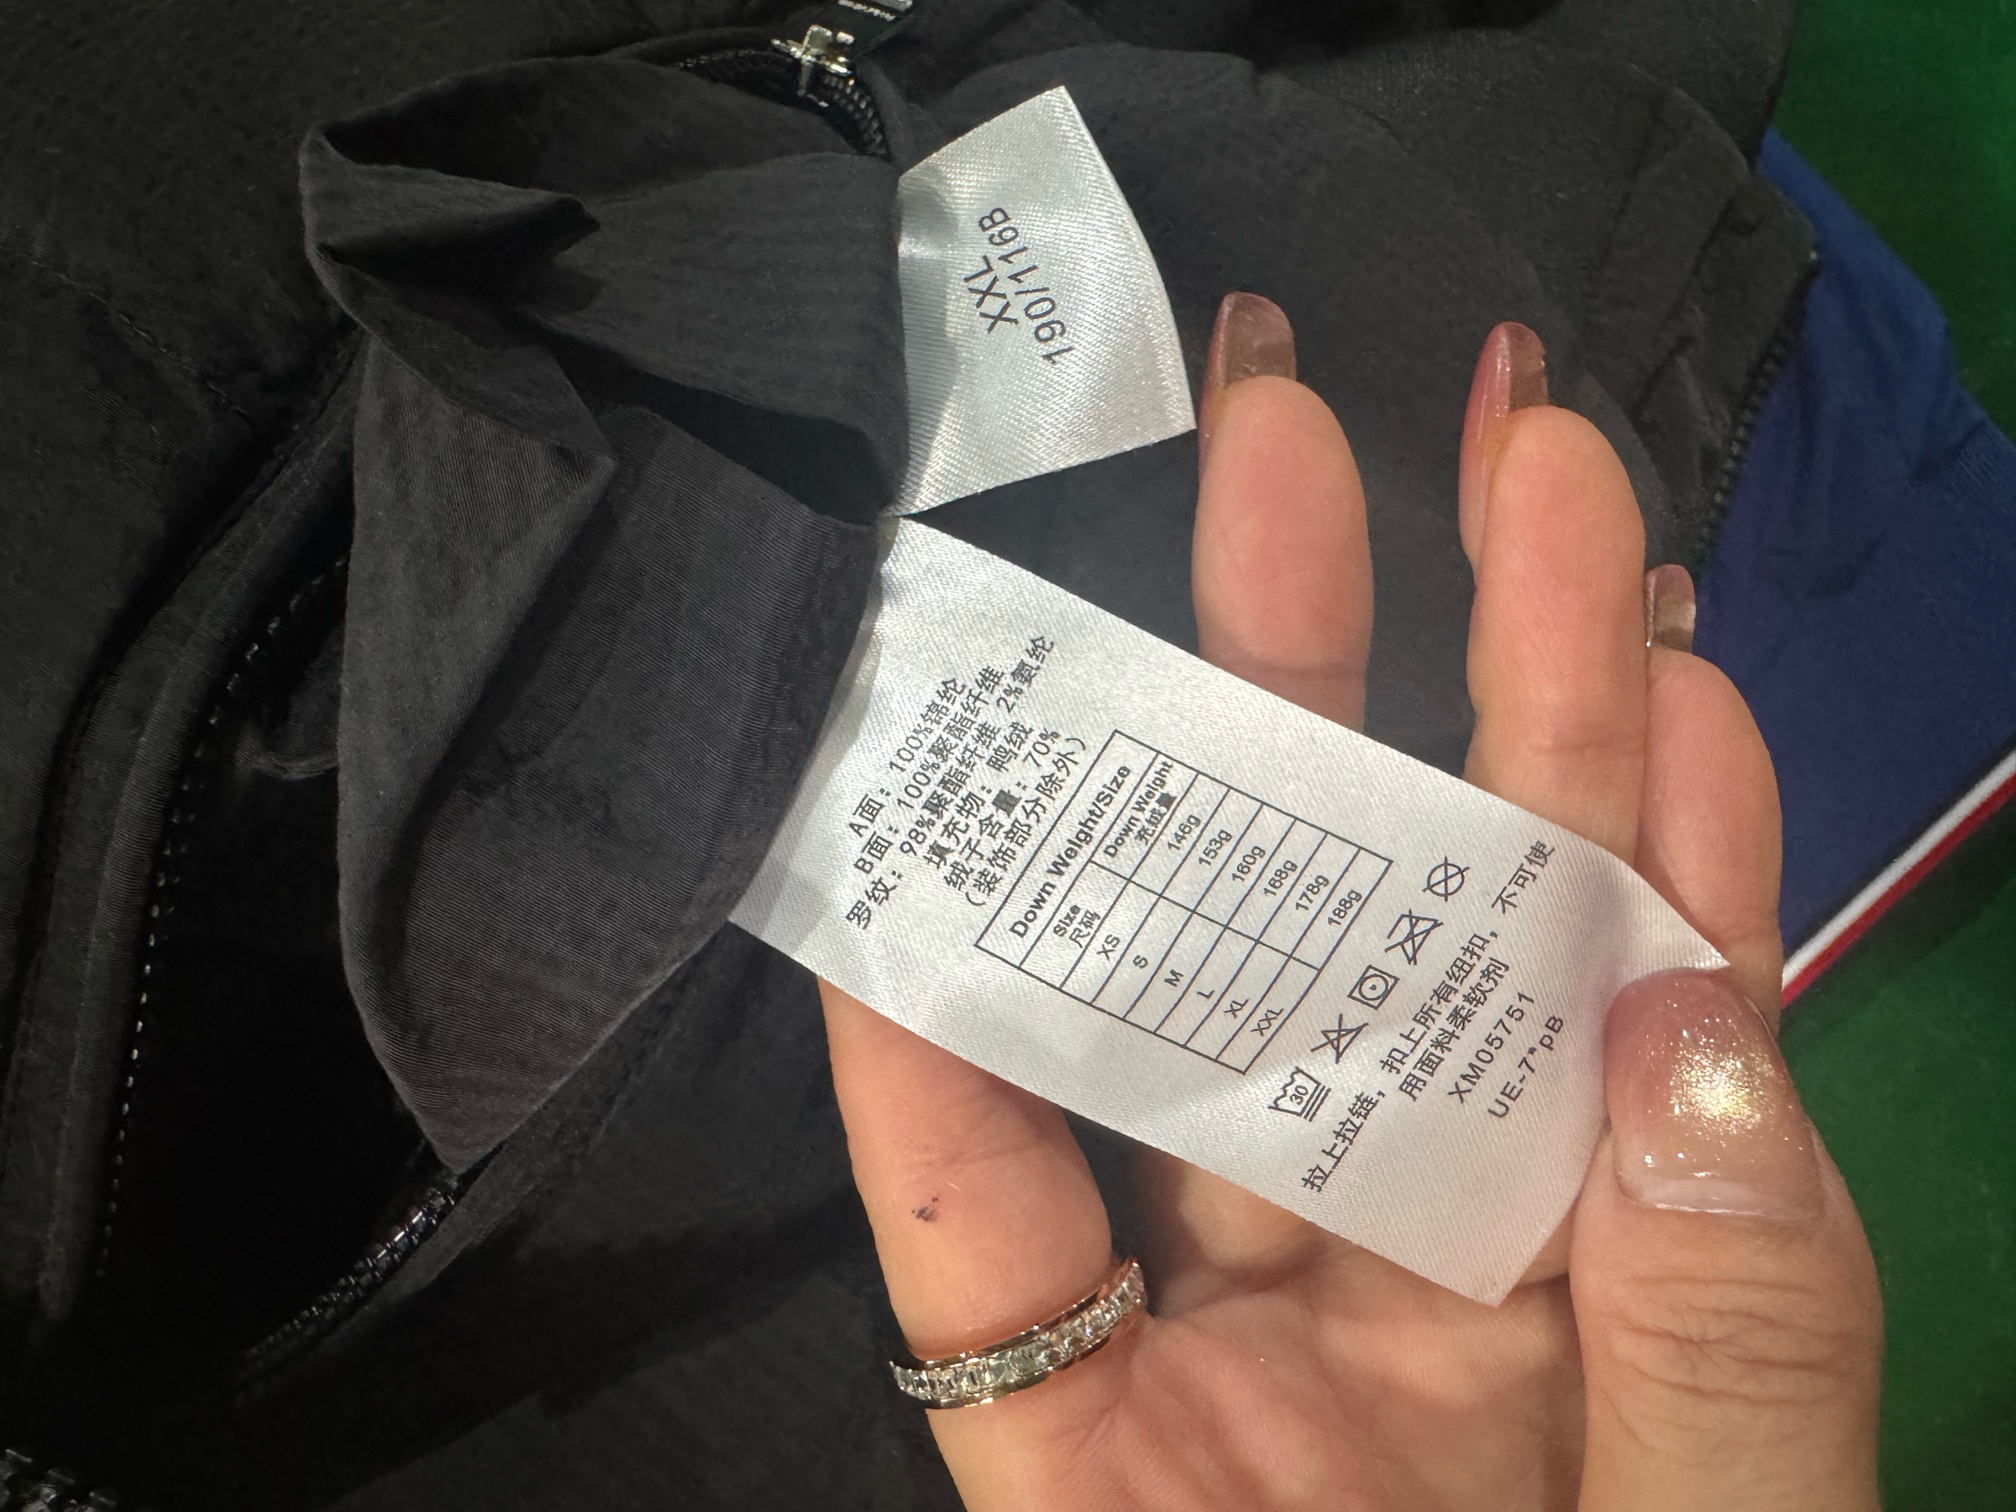 XXL
190/116B
A面：100%锦纶
B面：100%聚酯纤维
罗纹：98%聚酯纤维 2%氨纶
填充物：鸭绒
绒子含量：70%
（装饰部分除外）
Down Weight/Size
Size Down Weight
尺码 充绒量
XS 146g
S 153g
M 160g
L 168g
XL 178g
XXL 188g
30
拉上拉链，扣上所有纽扣，不可使
用面料柔软剂
XM05751
UE-7*pB